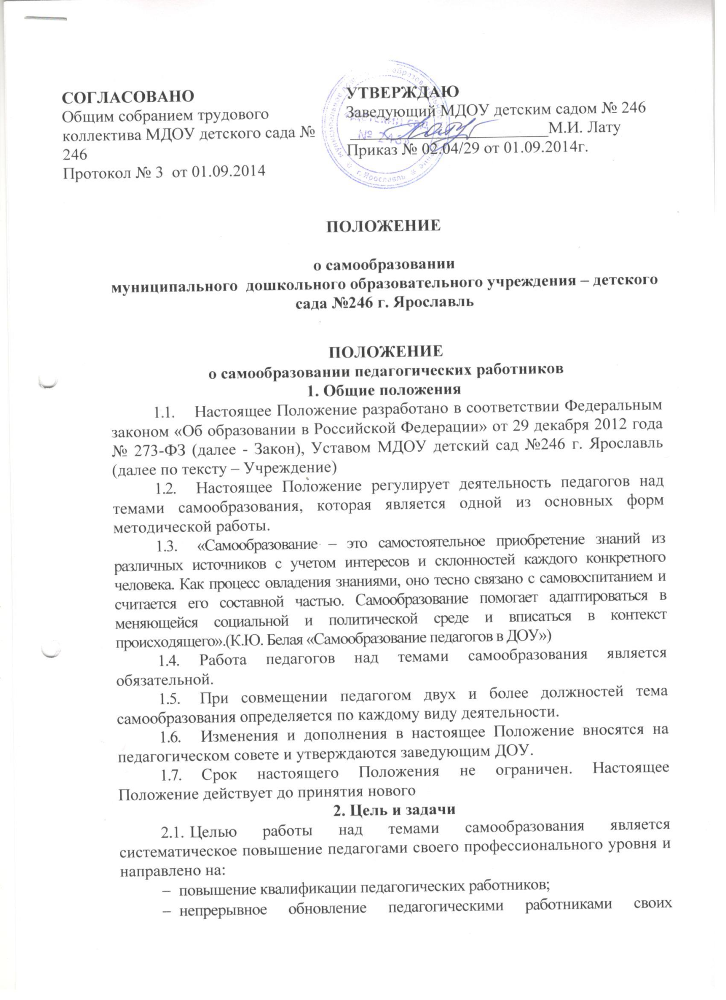 СОГЛАСОВАНО
Общим собранием трудового
коллектива МДОУ детского сада №
246
Протокол № 3  от 01.09.2014
УТВЕРЖДАЮ
Заведующий МДОУ детским садом № 246
М.И. Лату
Приказ № 02.04/29 от 01.09.2014г.
г. Ярославль
ПОЛОЖЕНИЕ
о самообразовании
муниципального  дошкольного образовательного учреждения – детского
сада №246 г. Ярославль
ПОЛОЖЕНИЕ
о самообразовании педагогических работников
1. Общие положения
1.1. Настоящее Положение разработано в соответствии Федеральным
законом «Об образовании в Российской Федерации» от 29 декабря 2012 года
№ 273-ФЗ (далее - Закон), Уставом МДОУ детский сад №246 г. Ярославль
(далее по тексту – Учреждение)
1.2. Настоящее Положение регулирует деятельность педагогов над
темами самообразования, которая является одной из основных форм
методической работы.
1.3. «Самообразование – это самостоятельное приобретение знаний из
различных источников с учетом интересов и склонностей каждого конкретного
человека. Как процесс овладения знаниями, оно тесно связано с самовоспитанием и
считается его составной частью. Самообразование помогает адаптироваться в
меняющейся социальной и политической среде и вписаться в контекст
происходящего».(К.Ю. Белая «Самообразование педагогов в ДОУ»)
1.4. Работа педагогов над темами самообразования является
обязательной.
1.5. При совмещении педагогом двух и более должностей тема
самообразования определяется по каждому виду деятельности.
1.6. Изменения и дополнения в настоящее Положение вносятся на
педагогическом совете и утверждаются заведующим ДОУ.
1.7. Срок настоящего Положения не ограничен. Настоящее
Положение действует до принятия нового
2. Цель и задачи
2.1. Целью работы над темами самообразования является
систематическое повышение педагогами своего профессионального уровня и
направлено на:
– повышение квалификации педагогических работников;
– непрерывное обновление педагогическими работниками своих